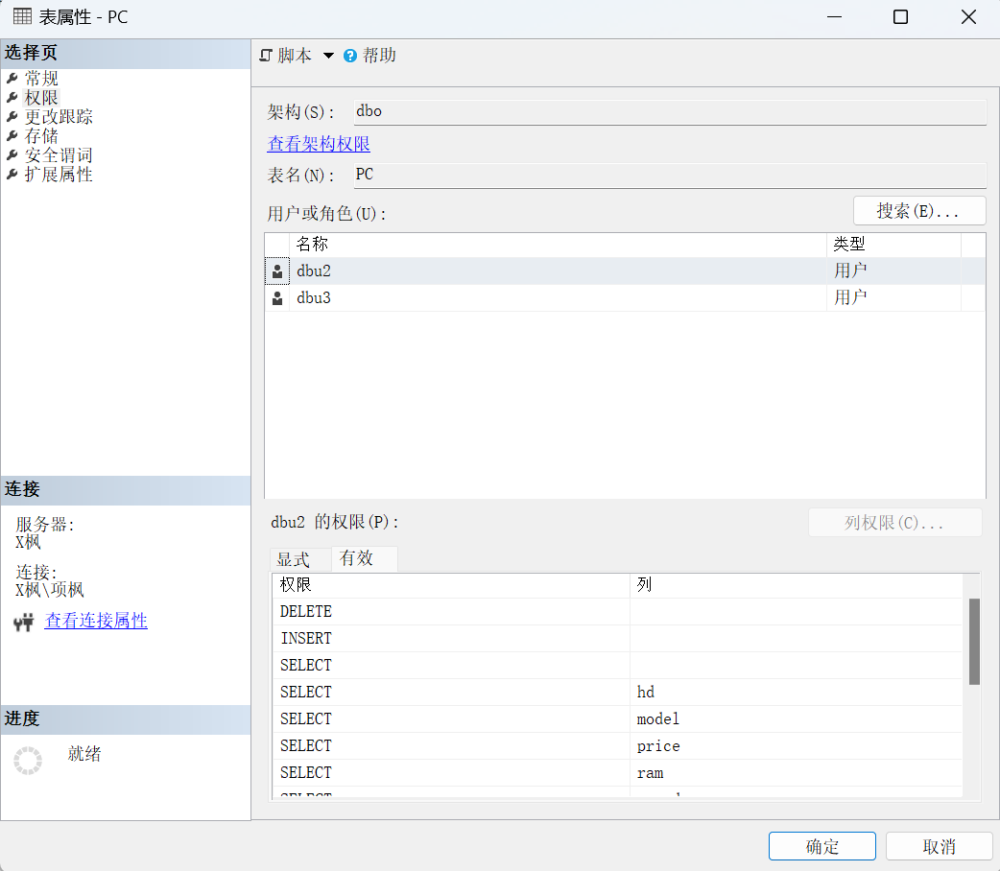 表属性 - PC
选择页
常规
权限
更改跟踪
存储
安全谓词
扩展属性
脚本 帮助
架构(S): dbo
查看架构权限
表名(N): PC
用户或角色(U): 搜索(E)...
名称 类型
dbu2 用户
dbu3 用户
连接
服务器:
X枫
连接:
X枫\项枫
查看连接属性
进度
就绪
dbu2 的权限(P): 列权限(C)...
显式 有效
权限 列
DELETE
INSERT
SELECT
SELECT hd
SELECT model
SELECT price
SELECT ram
SELECT
确定 取消